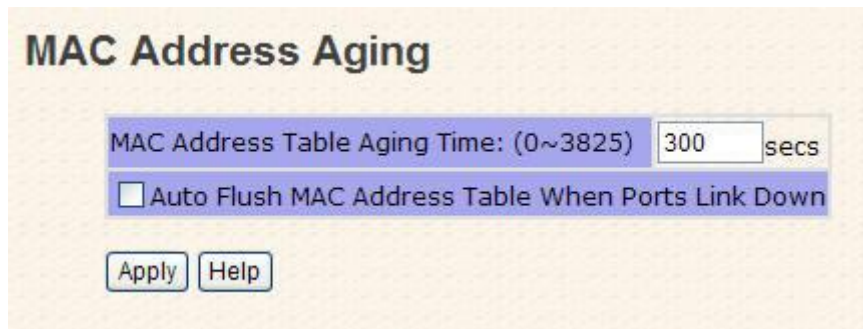 MAC Address Aging
MAC Address Table Aging Time: (0~3825) 300 secs
Auto Flush MAC Address Table When Ports Link Down
Apply Help